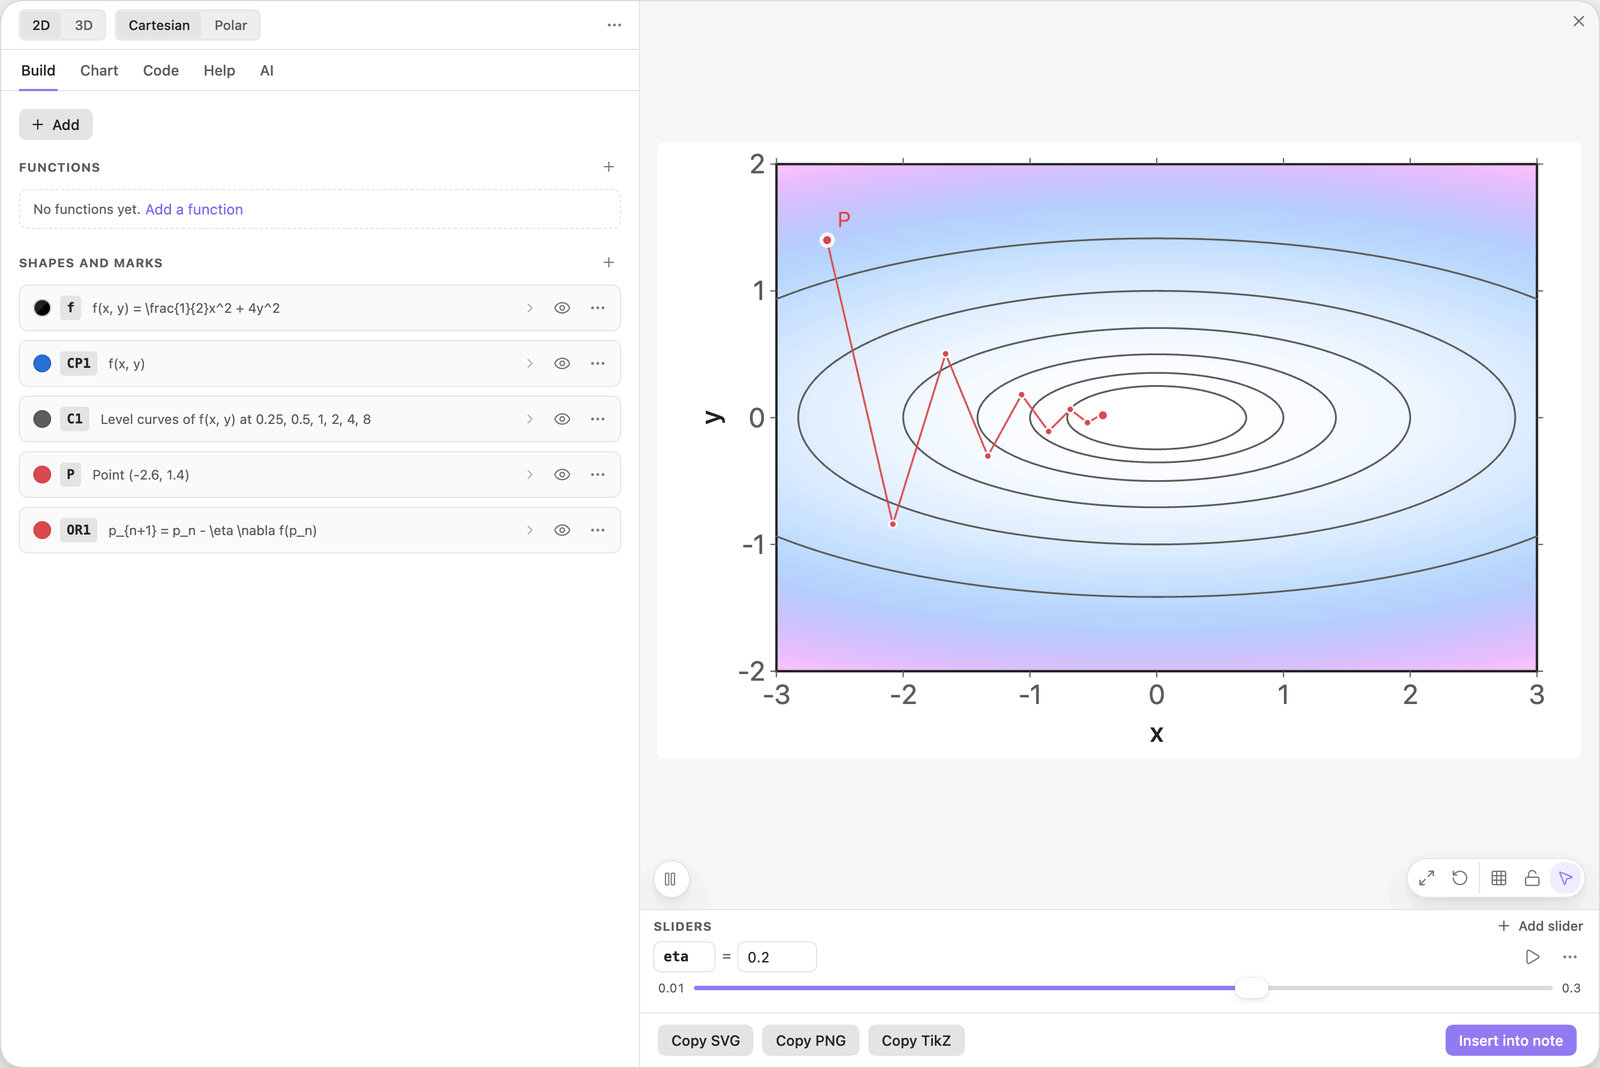 2D 3D Cartesian Polar
Build Chart Code Help AI
+ Add
FUNCTIONS
No functions yet. Add a function
SHAPES AND MARKS
f f(x, y) = \frac{1}{2}x^2 + 4y^2
CP1 f(x, y)
C1 Level curves of f(x, y) at 0.25, 0.5, 1, 2, 4, 8
P Point (-2.6, 1.4)
OR1 p_{n+1} = p_n - \eta \nabla f(p_n)
2
P
1
y 0
-1
-2
-3 -2 -1 0 1 2 3
x
SLIDERS + Add slider
eta = 0.2
0.01 0.3
Copy SVG Copy PNG Copy TikZ Insert into note